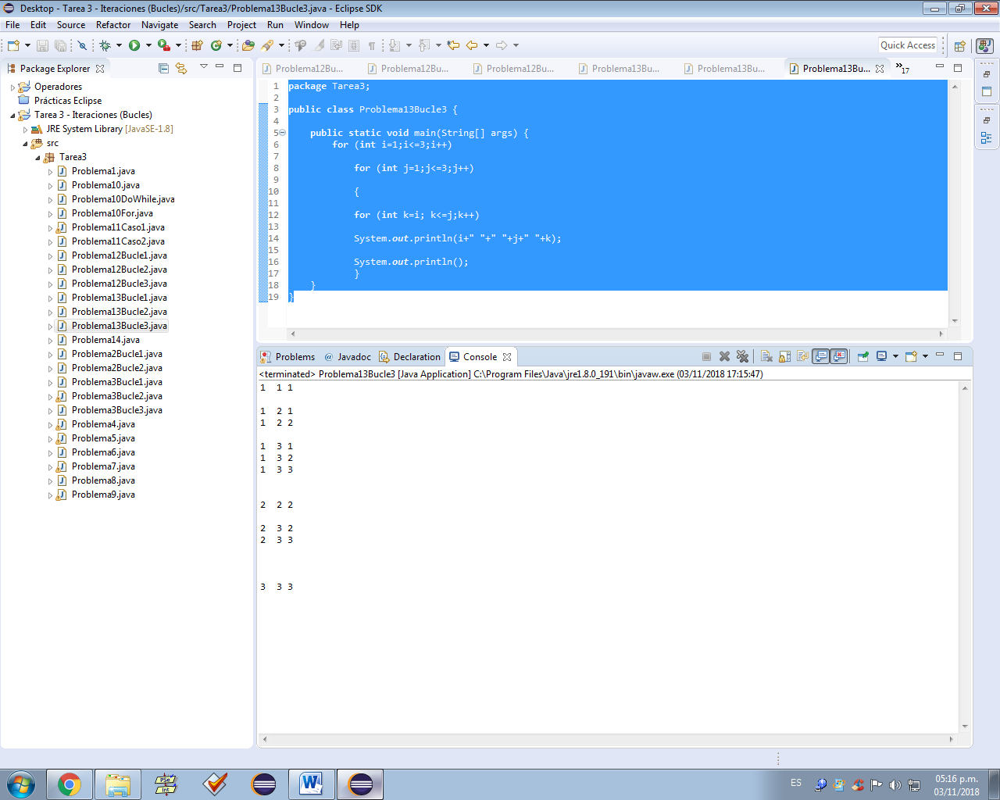 Desktop - Tarea 3 - Iteraciones (Bucles)/src/Tarea3/Problema13Bucle3.java - Eclipse SDK
File Edit Source Refactor Navigate Search Project Run Window Help
Quick Access
Package Explorer
Operadores
Prácticas Eclipse
Tarea 3 - Iteraciones (Bucles)
JRE System Library [JavaSE-1.8]
src
Tarea3
Problema1.java
Problema10.java
Problema10DoWhile.java
Problema10For.java
Problema11Caso1.java
Problema11Caso2.java
Problema12Bucle1.java
Problema12Bucle2.java
Problema12Bucle3.java
Problema13Bucle1.java
Problema13Bucle2.java
Problema13Bucle3.java
Problema14.java
Problema2Bucle1.java
Problema2Bucle2.java
Problema3Bucle1.java
Problema3Bucle2.java
Problema3Bucle3.java
Problema4.java
Problema5.java
Problema6.java
Problema7.java
Problema8.java
Problema9.java
Problema12Bu... Problema12Bu... Problema12Bu... Problema13Bu... Problema13Bu... Problema13Bu... »17
1 package Tarea3;
2
3 public class Problema13Bucle3 {
4
5 public static void main(String[] args) {
6 for (int i=1;i<=3;i++)
7
8 for (int j=1;j<=3;j++)
9
10 {
11
12 for (int k=i; k<=j;k++)
13
14 System.out.println(i+" "+" "+j+" "+k);
15
16 System.out.println();
17 }
18 }
19 }
Problems @ Javadoc Declaration Console
<terminated> Problema13Bucle3 [Java Application] C:\Program Files\Java\jre1.8.0_191\bin\javaw.exe (03/11/2018 17:15:47)
1  1 1
1  2 1
1  2 2
1  3 1
1  3 2
1  3 3
2  2 2
2  3 2
2  3 3
3  3 3
PSe
Int
W
ES
05:16 p.m.
03/11/2018